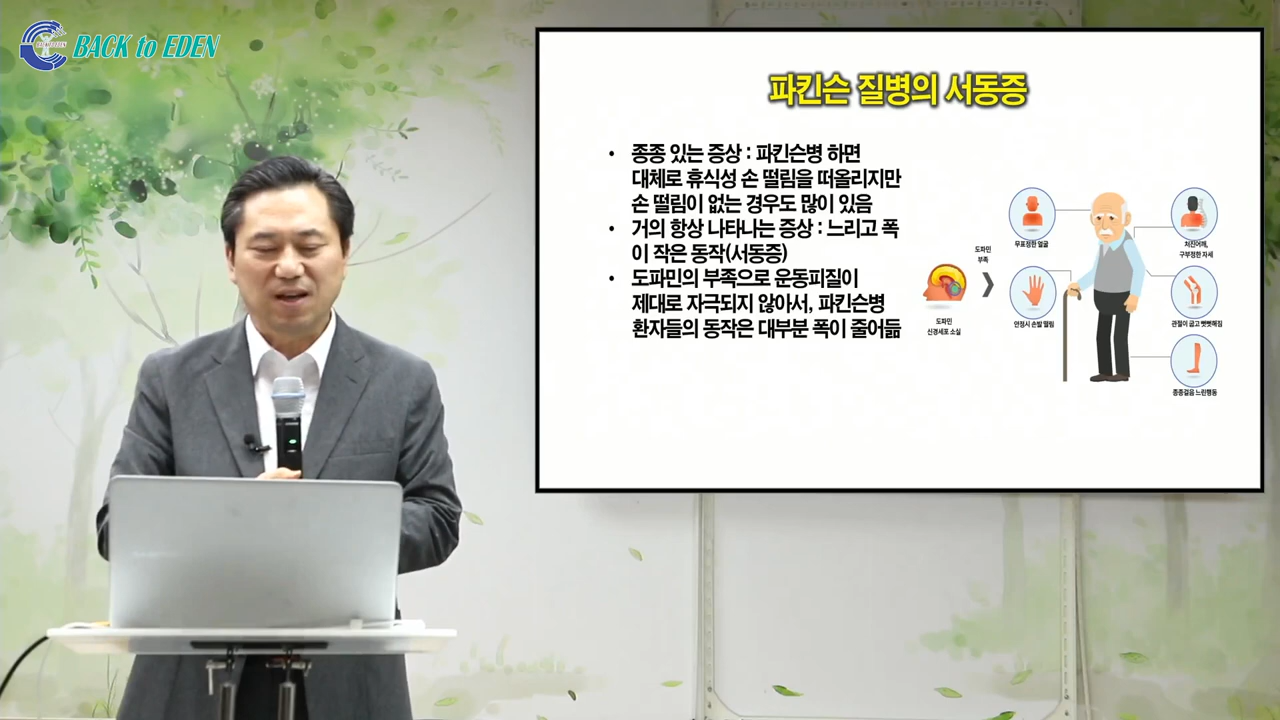 BACK to EDEN
파킨슨 질병의 서동증
• 종종 있는 증상 : 파킨슨병 하면
대체로 휴식성 손 떨림을 떠올리지만
손 떨림이 없는 경우도 많이 있음
• 거의 항상 나타나는 증상 : 느리고 폭
이 작은 동작(서동증)
• 도파민의 부족으로 운동피질이
제대로 자극되지 않아서, 파킨슨병
환자들의 동작은 대부분 폭이 줄어듦
도파민
신경세포 소실
도파민
부족
무표정한 얼굴
안정시 손발 떨림
처진어깨,
구부정한 자세
관절이 굽고 뻣뻣해짐
종종걸음 느린행동